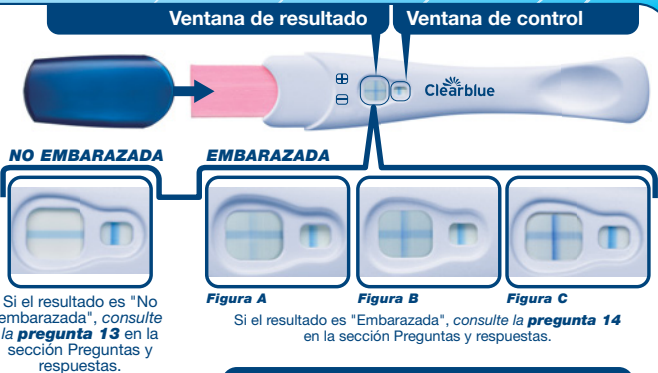 Ventana de resultado
Ventana de control
Clearblue
NO EMBARAZADA
EMBARAZADA
Si el resultado es "No
embarazada", consulte
la pregunta 13 en la
sección Preguntas y
respuestas.
Figura A
Figura B
Figura C
Si el resultado es "Embarazada", consulte la pregunta 14
en la sección Preguntas y respuestas.